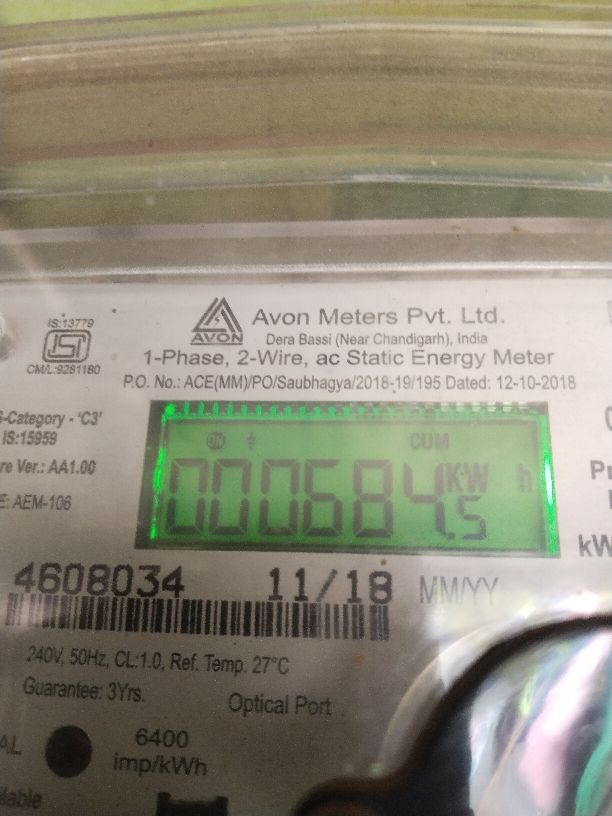 IS:13779
ISI
CM/L:9281180
AVON
Avon Meters Pvt. Ltd.
Dera Bassi (Near Chandigarh), India
1-Phase, 2-Wire, ac Static Energy Meter
P.O. No.: ACE(MM)/PO/Saubhagya/2018-19/195 Dated: 12-10-2018
-Category - 'C3'
IS:15959
Ver.: AA1.00
AEM-106
ON
CUM
000684.5 KWh
kW
4608034 11/18 MM/YY
240V, 50Hz, CL:1.0, Ref. Temp. 27°C
Guarantee: 3Yrs.
Optical Port
6400
imp/kWh